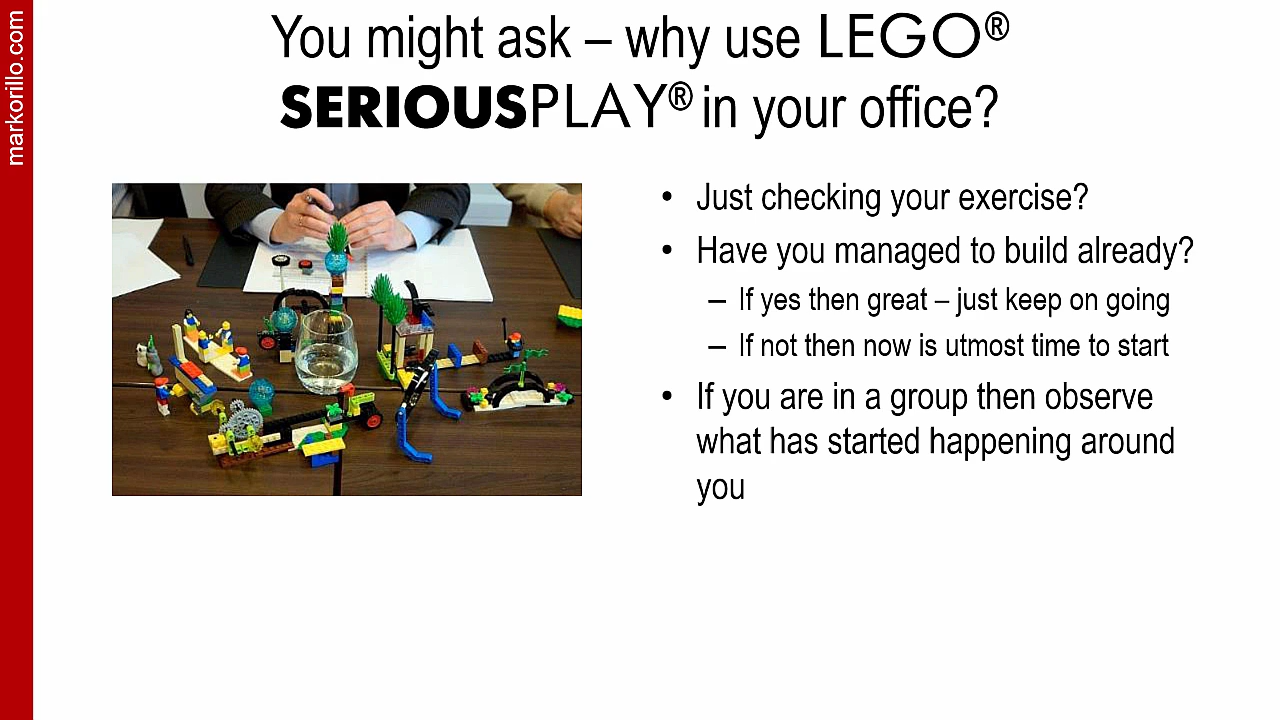 markorillo.com
You might ask – why use LEGO®
SERIOUSPLAY® in your office?
• Just checking your exercise?
• Have you managed to build already?
– If yes then great – just keep on going
– If not then now is utmost time to start
• If you are in a group then observe
what has started happening around
you